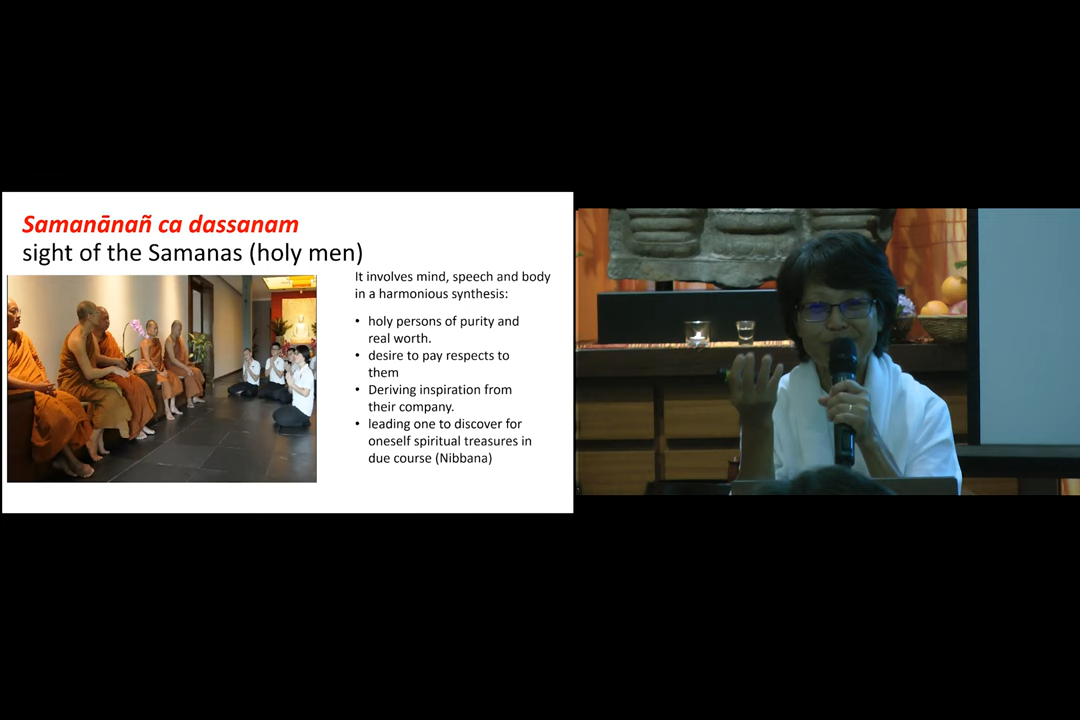 Samanānañ ca dassanam
sight of the Samanas (holy men)
It involves mind, speech and body
in a harmonious synthesis:
• holy persons of purity and
real worth.
• desire to pay respects to
them
• Deriving inspiration from
their company.
• leading one to discover for
oneself spiritual treasures in
due course (Nibbana)